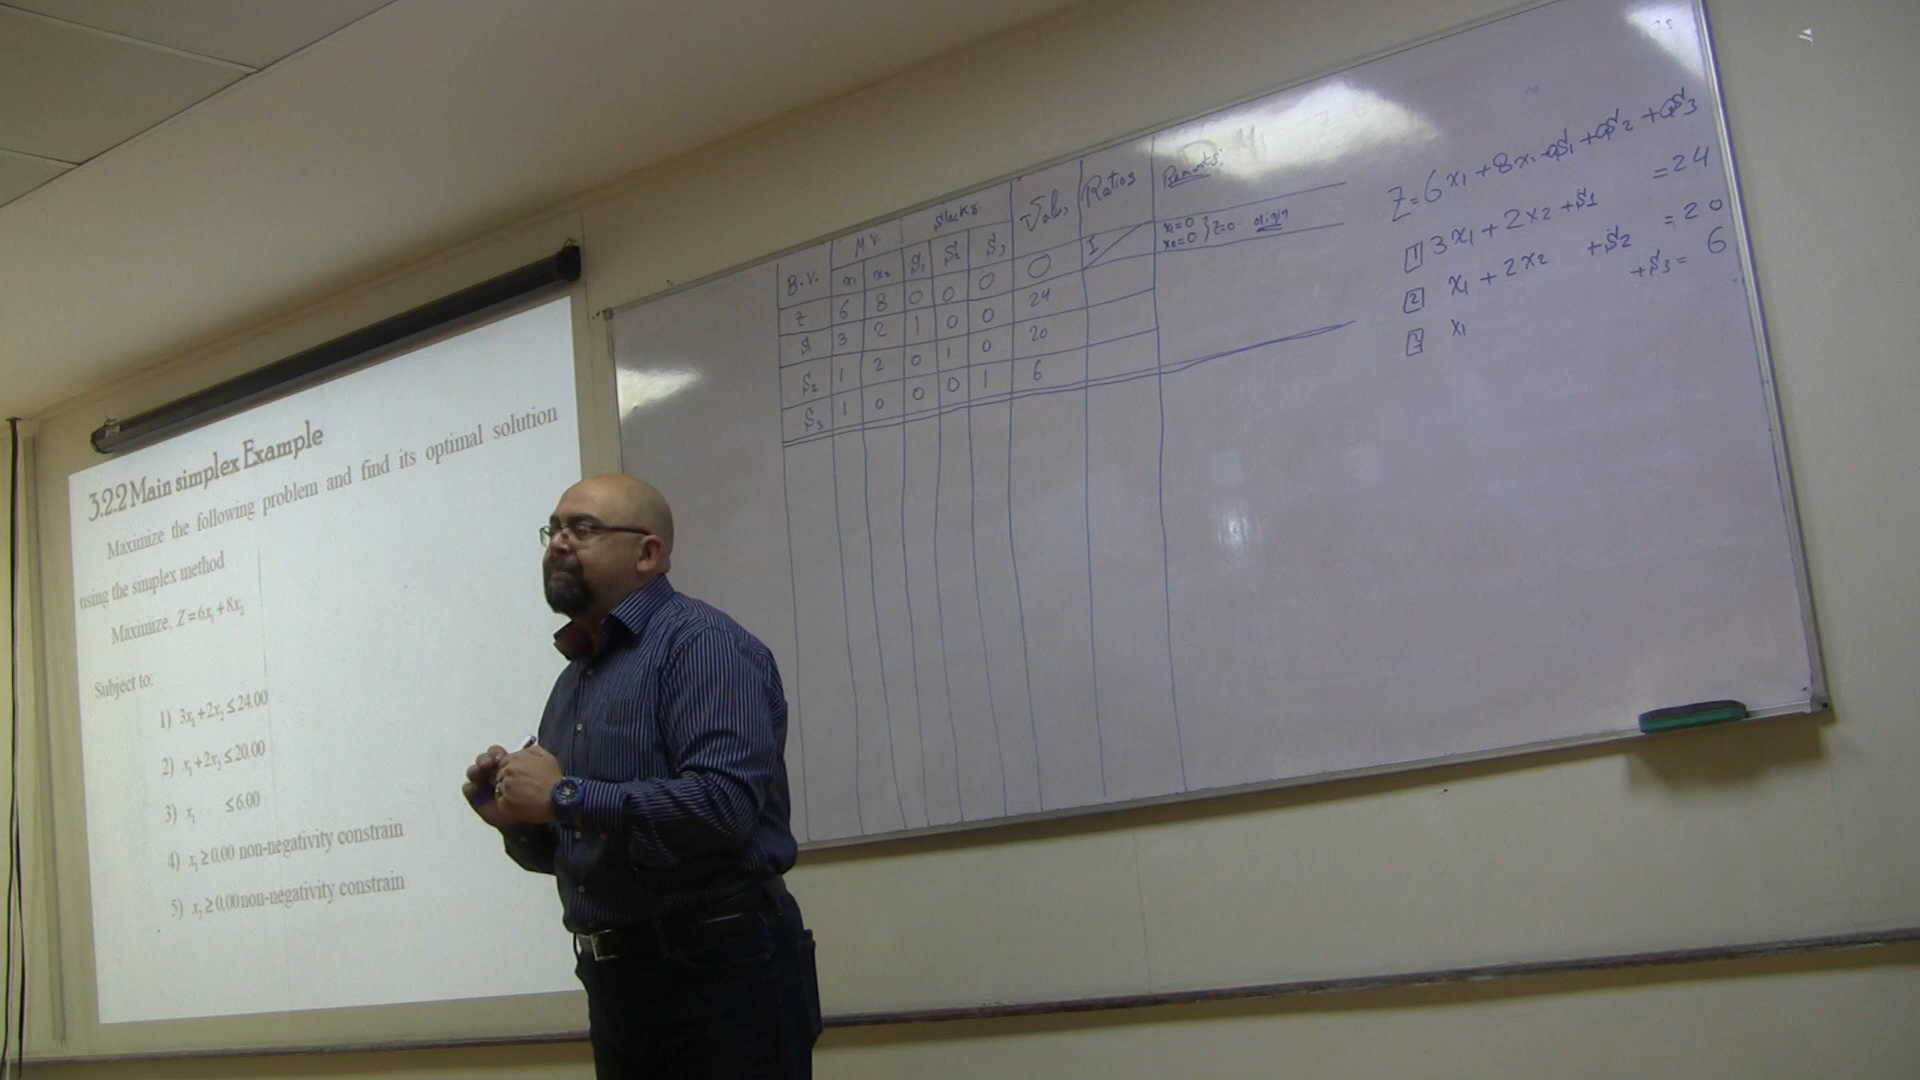 3.2.2 Main simplex Example
Maximize the following problem and find its optimal solution
using the simplex method
Maximize, Z = 6x₁ + 8x₂
Subject to:
1) 3x₁+2x₂ ≤ 24.00
2) x₁+2x₂ ≤ 20.00
3) x₁ ≤ 6.00
4) x₁ ≥ 0.00 non-negativity constrain
5) x₂ ≥ 0.00 non-negativity constrain
M.V. Slacks
B.V. x₁ x₂ S₁ S₂ S₃ Ratios Remarks:
Z 6 8 0 0 0 0 I x₁=0 x₂=0 } Z=0
S₁ 3 2 1 0 0 24
S₂ 1 2 0 1 0 20
S₃ 1 0 0 0 1 6
Z = 6x₁ + 8x₂ + 0S₂ + 0S₃
1 3x₁ + 2x₂ + S₁ = 24
2 x₁ + 2x₂ + S₂ = 20
3 x₁ + S₃ = 6